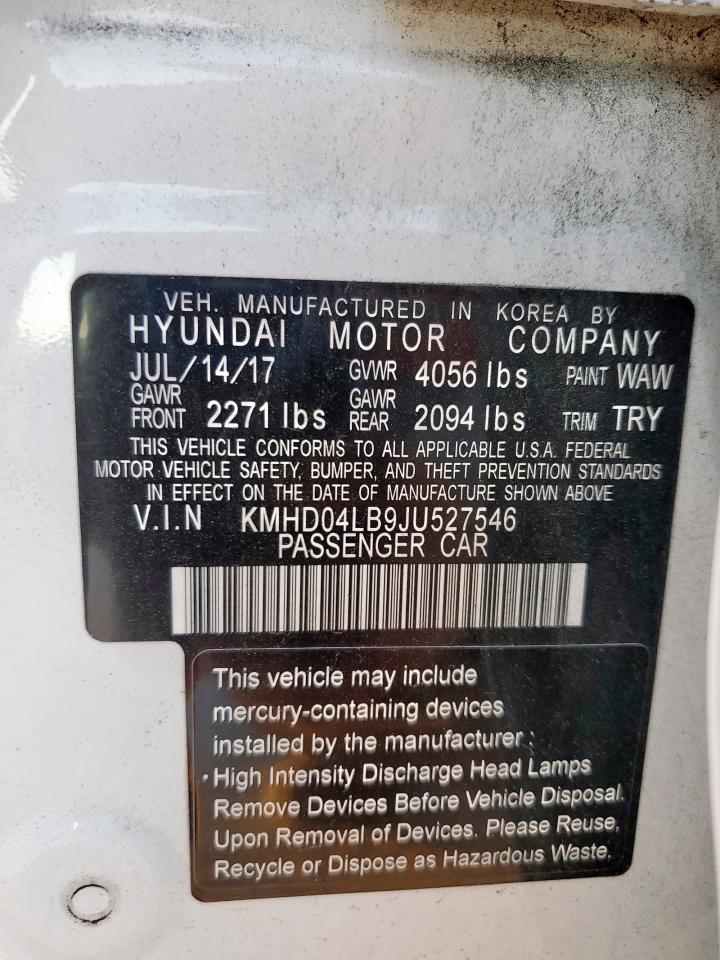 VEH. MANUFACTURED IN KOREA BY
HYUNDAI MOTOR COMPANY
JUL/14/17 GVWR 4056 lbs PAINT WAW
GAWR FRONT 2271 lbs GAWR REAR 2094 lbs TRIM TRY
THIS VEHICLE CONFORMS TO ALL APPLICABLE U.S.A. FEDERAL
MOTOR VEHICLE SAFETY, BUMPER, AND THEFT PREVENTION STANDARDS
IN EFFECT ON THE DATE OF MANUFACTURE SHOWN ABOVE
V.I.N KMHD04LB9JU527546
PASSENGER CAR
This vehicle may include
mercury-containing devices
installed by the manufacturer :
·High Intensity Discharge Head Lamps
Remove Devices Before Vehicle Disposal.
Upon Removal of Devices. Please Reuse,
Recycle or Dispose as Hazardous Waste.